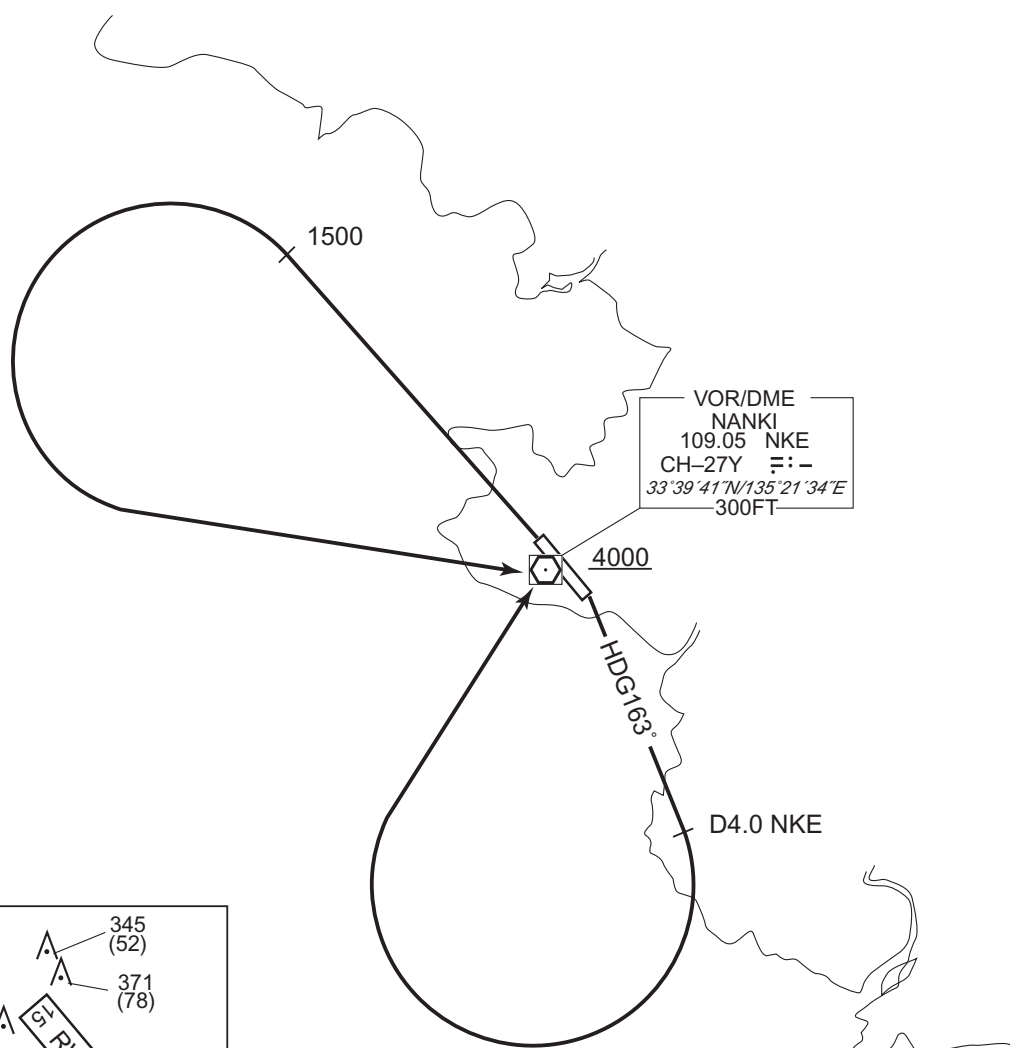 1500
VOR/DME
NANKI
109.05 NKE
CH–27Y
33°39´41˝N/135°21´34˝E
300FT
4000
HDG163°
D4.0 NKE
345
(52)
371
(78)
15